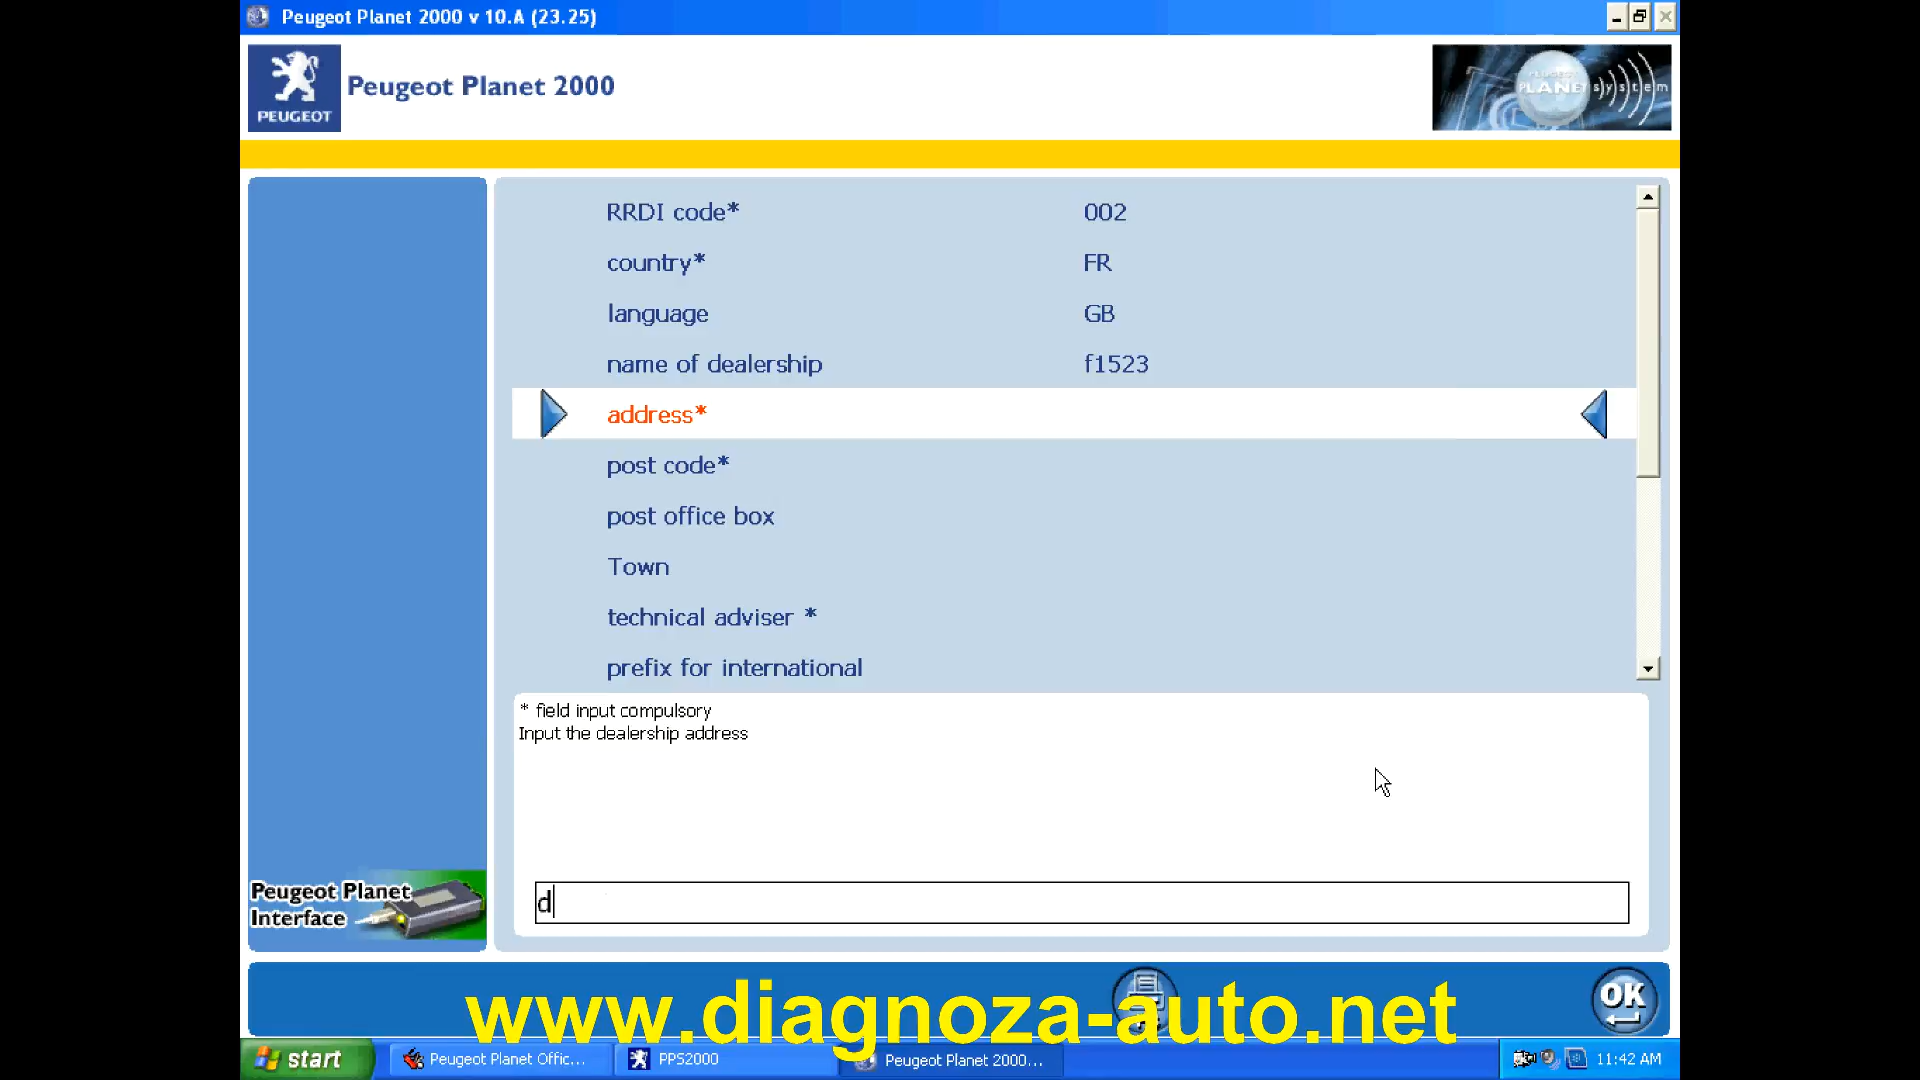 Peugeot Planet 2000 v 10.A (23.25)
PEUGEOT
Peugeot Planet 2000
PEUGEOT
PLANET system
RRDI code* 002
country* FR
language GB
name of dealership f1523
address*
post code*
post office box
Town
technical adviser *
prefix for international
* field input compulsory
Input the dealership address
Peugeot Planet
Interface
d
OK
www.diagnoza-auto.net
start
Peugeot Planet Offic...
PPS2000
Peugeot Planet 2000...
11:42 AM